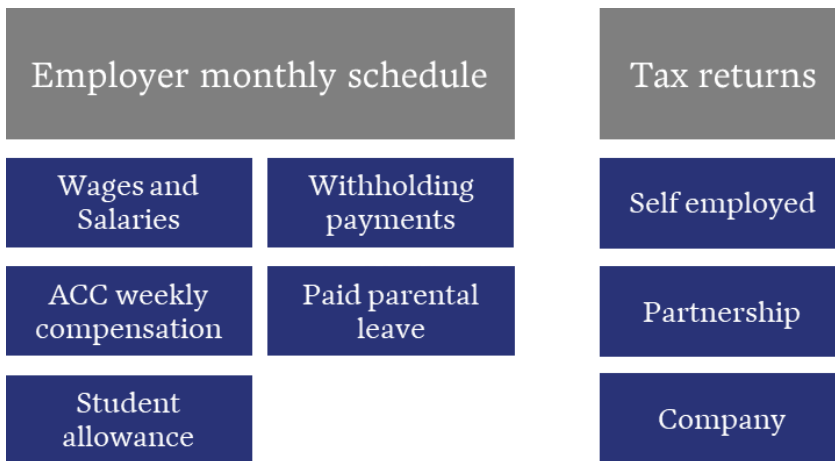 Employer monthly schedule
Tax returns
Wages and
Salaries
Withholding
payments
Self employed
ACC weekly
compensation
Paid parental
leave
Partnership
Student
allowance
Company